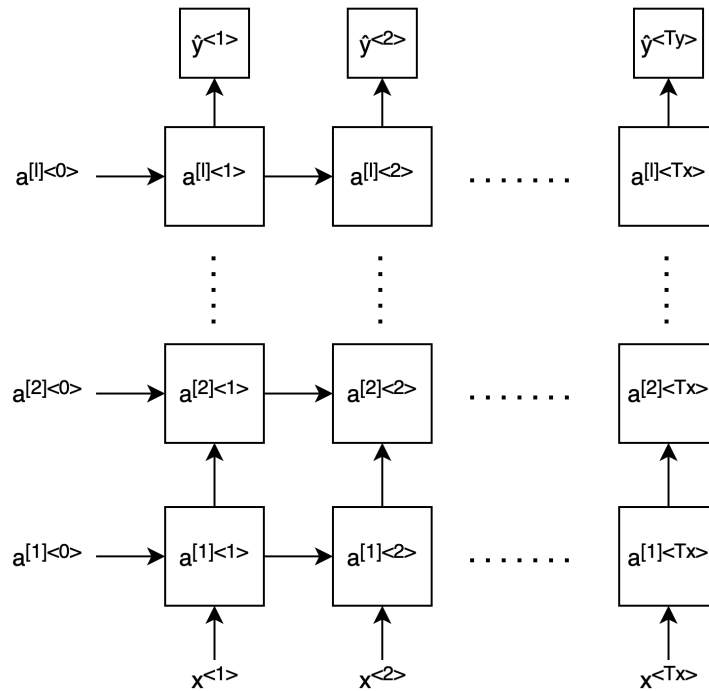 ŷ<1> ŷ<2> ŷ<Ty>
a[l]<0> a[l]<1> a[l]<2> ....... a[l]<Tx>
a[2]<0> a[2]<1> a[2]<2> ....... a[2]<Tx>
a[1]<0> a[1]<1> a[1]<2> ....... a[1]<Tx>
x<1> x<2> x<Tx>